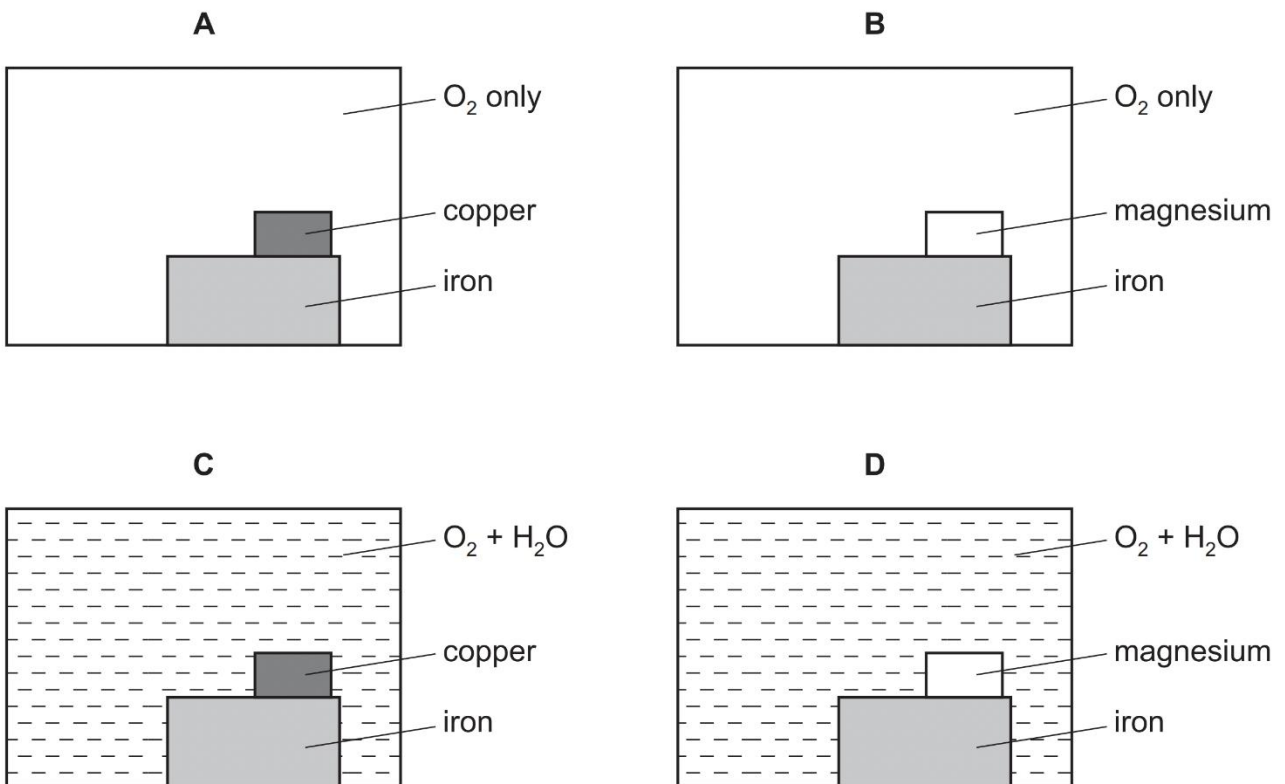 A
O₂ only
copper
iron
B
O₂ only
magnesium
iron
C
O₂ + H₂O
copper
iron
D
O₂ + H₂O
magnesium
iron